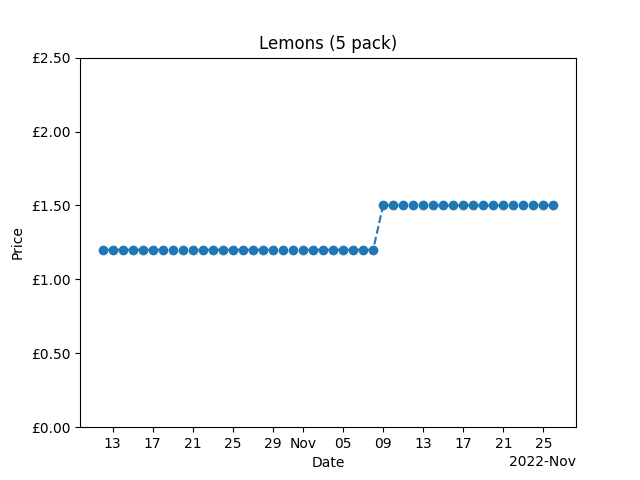 Lemons (5 pack)
£2.50
£2.00
£1.50
£1.00
£0.50
£0.00
Price
13 17 21 25 29 Nov 05 09 13 17 21 25
Date
2022-Nov